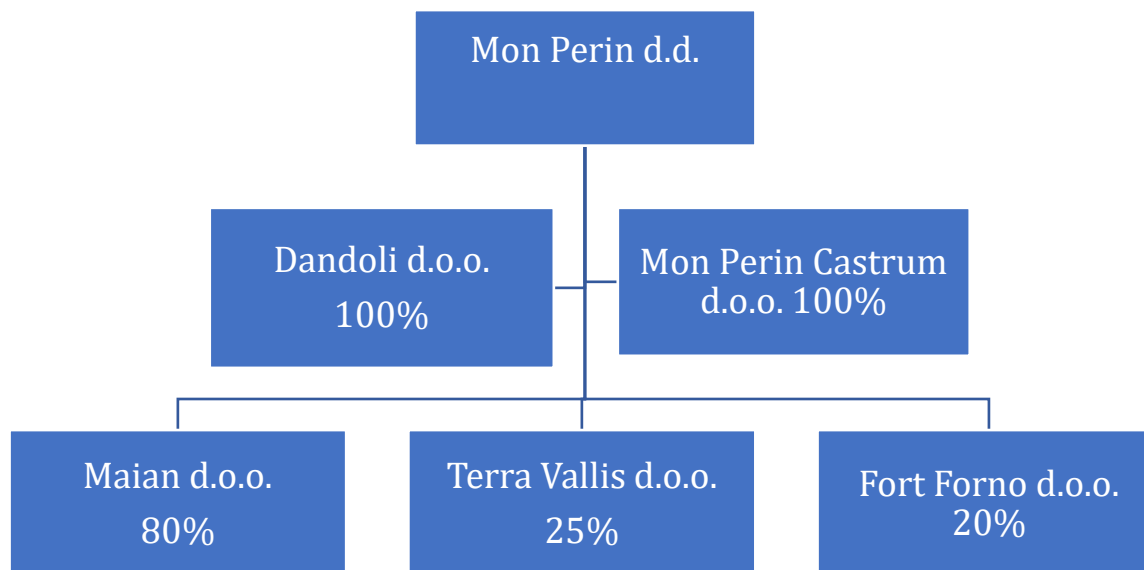 Mon Perin d.d.
Dandoli d.o.o.
100%
Mon Perin Castrum
d.o.o. 100%
Maian d.o.o.
80%
Terra Vallis d.o.o.
25%
Fort Forno d.o.o.
20%